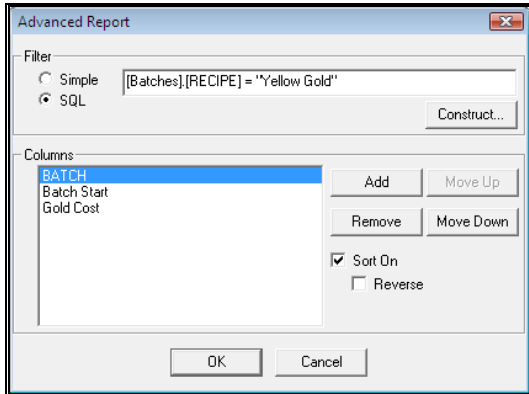 Advanced Report
Filter
Simple
[Batches].[RECIPE] = "Yellow Gold"
SQL
Construct...
Columns
BATCH
Batch Start
Gold Cost
Add
Move Up
Remove
Move Down
Sort On
Reverse
OK
Cancel